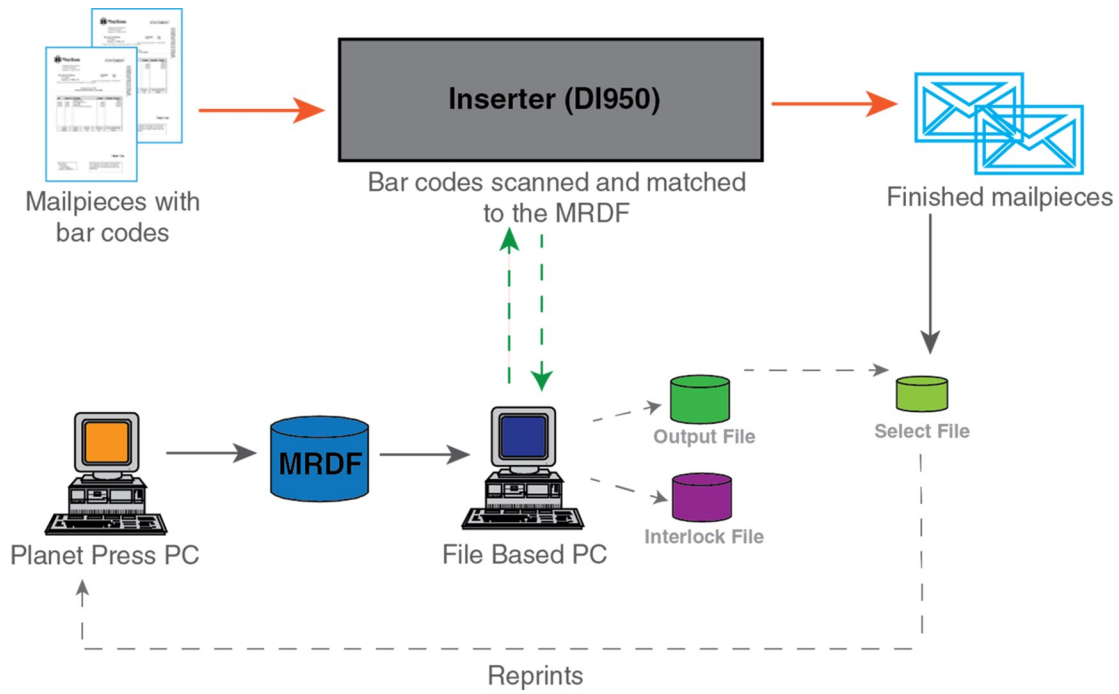 STATEMENT
Inserter (DI950)
Mailpieces with
bar codes
Bar codes scanned and matched
to the MRDF
Finished mailpieces
MRDF
Output File
Select File
Interlock File
Planet Press PC
File Based PC
Reprints